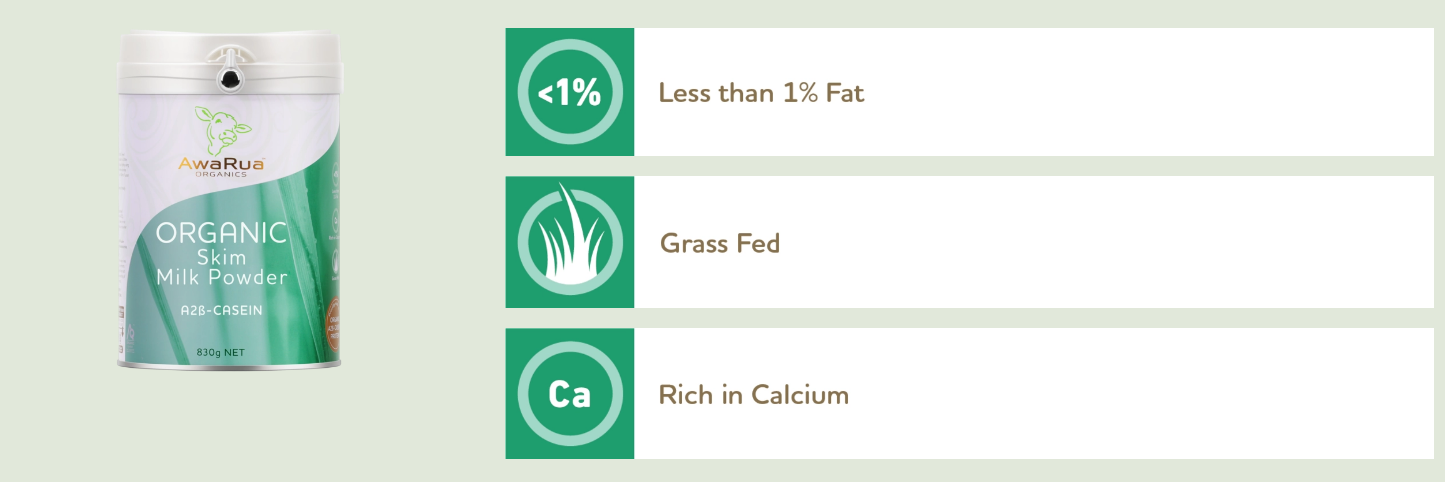 AwaRua
ORGANICS
ORGANIC
Skim
Milk Powder
A2β-CASEIN
830g NET
<1%
Less than 1% Fat
Grass Fed
Ca
Rich in Calcium